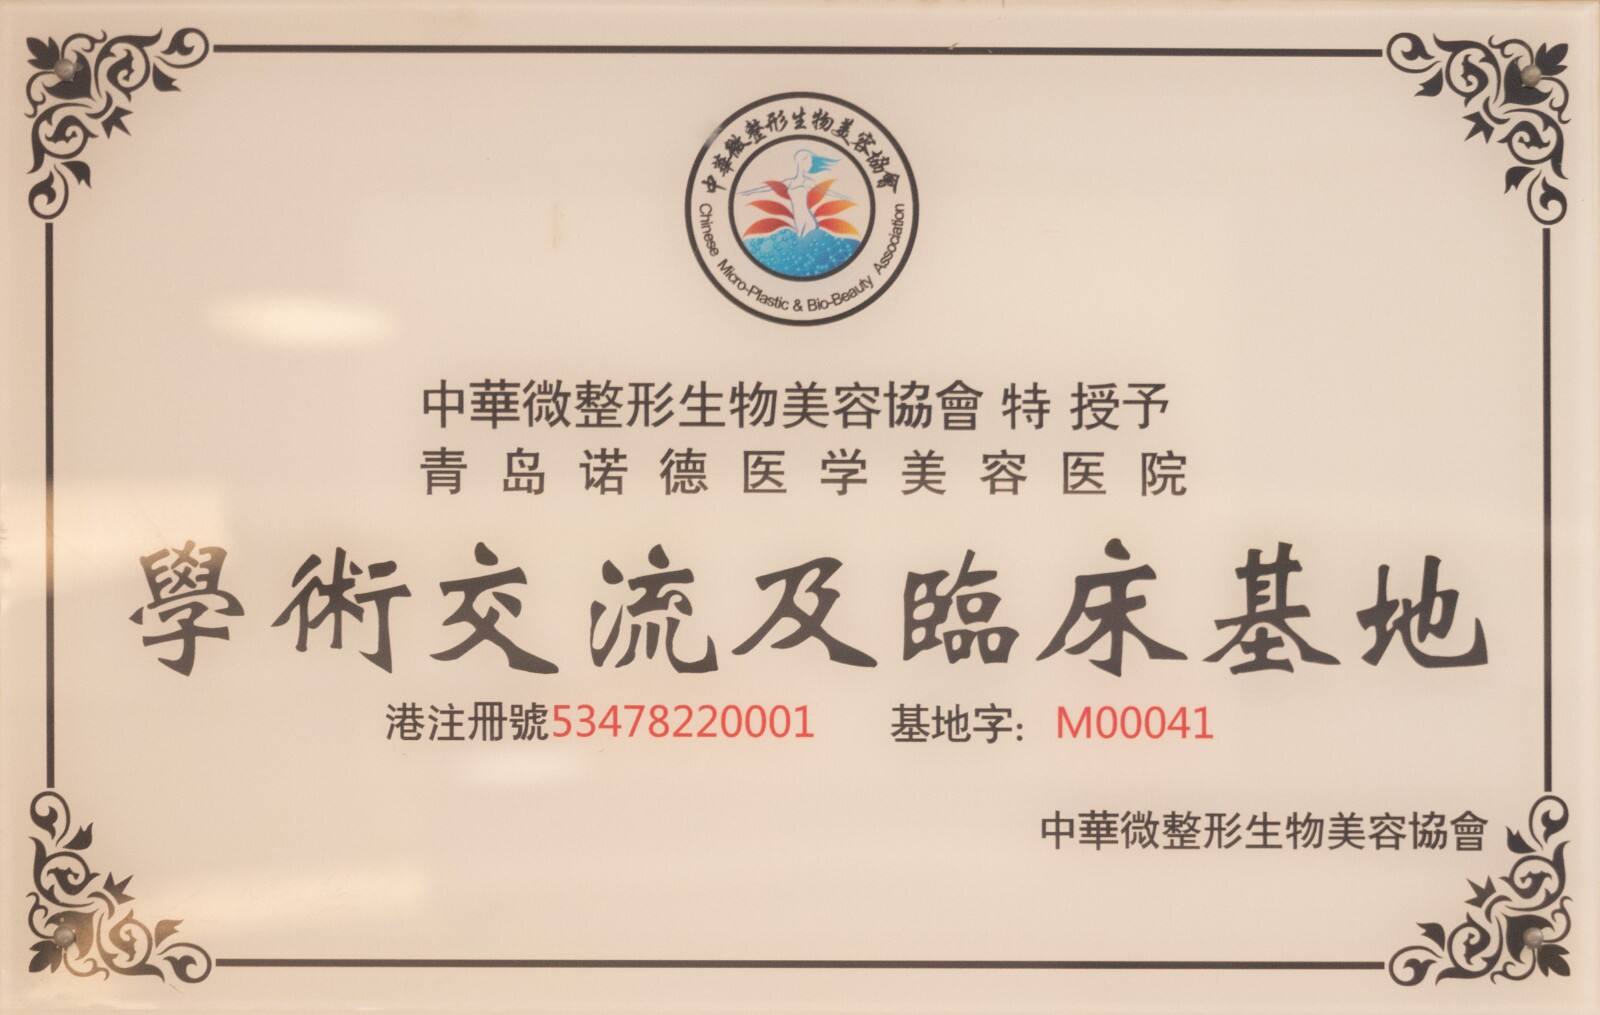 中華微整形生物美容協會
Chinese Micro-Plastic & Bio-Beauty Association
中華微整形生物美容協會 特 授予
青岛诺德医学美容医院
學術交流及臨床基地
港注冊號53478220001 基地字：M00041
中華微整形生物美容協會